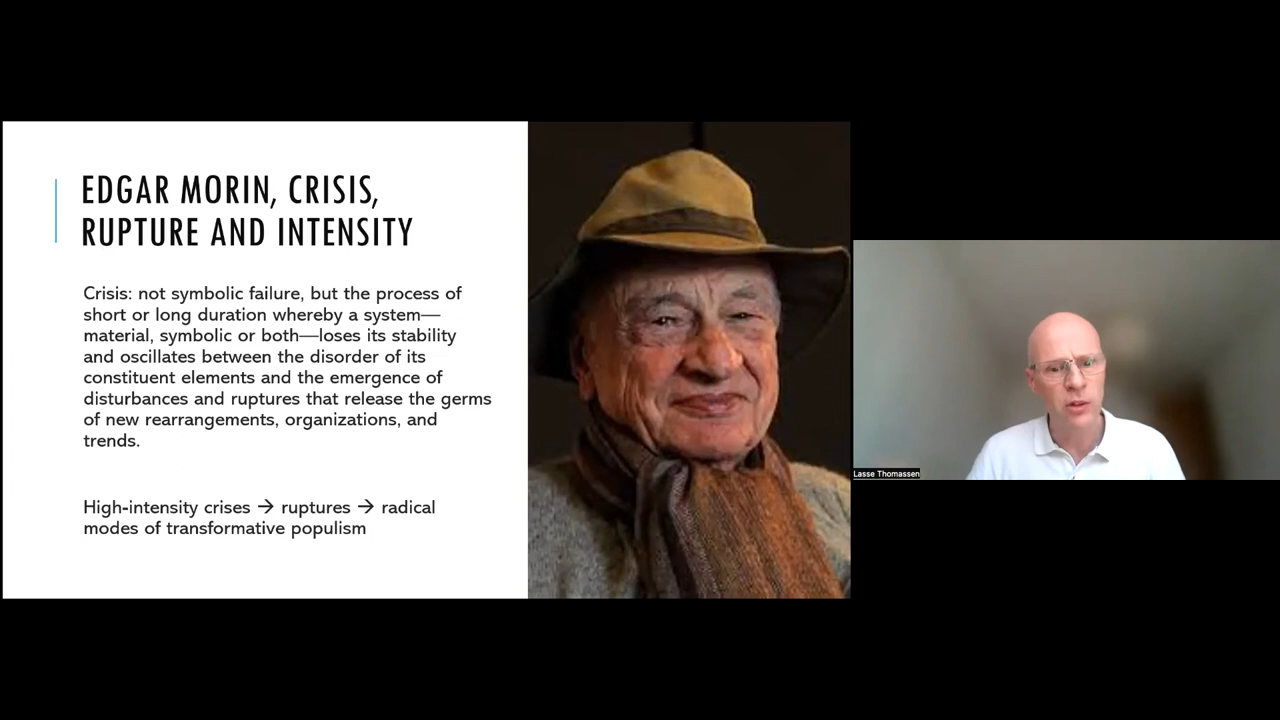 EDGAR MORIN, CRISIS,
RUPTURE AND INTENSITY
Crisis: not symbolic failure, but the process of
short or long duration whereby a system—
material, symbolic or both—loses its stability
and oscillates between the disorder of its
constituent elements and the emergence of
disturbances and ruptures that release the germs
of new rearrangements, organizations, and
trends.
High-intensity crises → ruptures → radical
modes of transformative populism
Lasse Thomassen